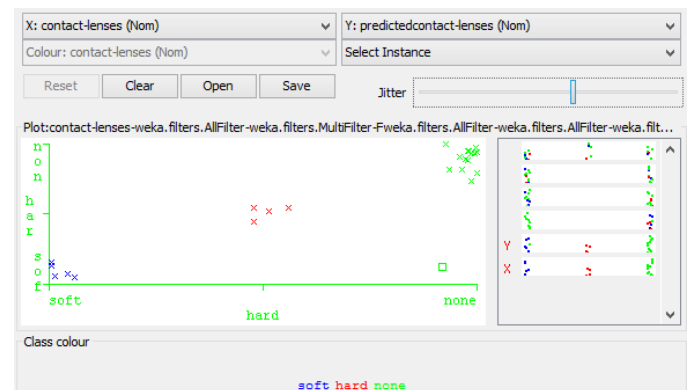 X: contact-lenses (Nom) Y: predictedcontact-lenses (Nom)
Colour: contact-lenses (Nom) Select Instance
Reset Clear Open Save Jitter
Plot:contact-lenses-weka.filters.AllFilter-weka.filters.MultiFilter-Fweka.filters.AllFilter-weka.filters.AllFilter-weka.filt...
non
har
sof
Y
X
soft hard none
Class colour
soft hard none